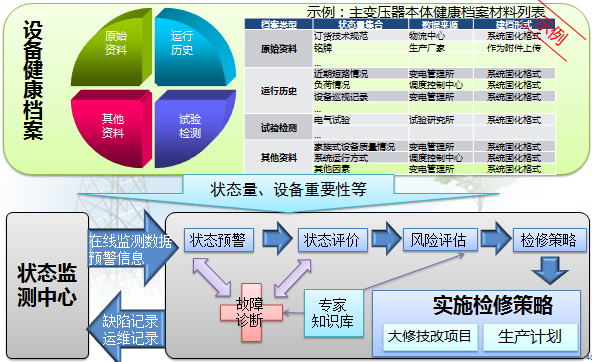 示例：主变压器本体健康档案材料列表
示例
设备健康档案
原始
资料
运行
历史
其他
资料
试验
检测
档案类型 状态量集合 数据来源 建档格式
原始资料 订货技术规范 物流中心 系统固化格式
铭牌 生产厂家 作为附件上传
...
运行历史 近期短路情况 变电管理所 系统固化格式
负荷情况 调度控制中心 系统固化格式
设备巡视记录 变电管理所 系统固化格式
...
试验检测 电气试验 试验研究所 系统固化格式
...
其他资料 家族式设备质量情况 变电管理所 系统固化格式
系统运行方式 调度控制中心 系统固化格式
其他因素 变电管理所 系统固化格式
状态量、设备重要性等
状态监
测中心
在线监测数据
预警信息
缺陷记录
运维记录
状态预警
状态评价
风险评估
检修策略
故障
诊断
专家
知识库
实施检修策略
大修技改项目
生产计划